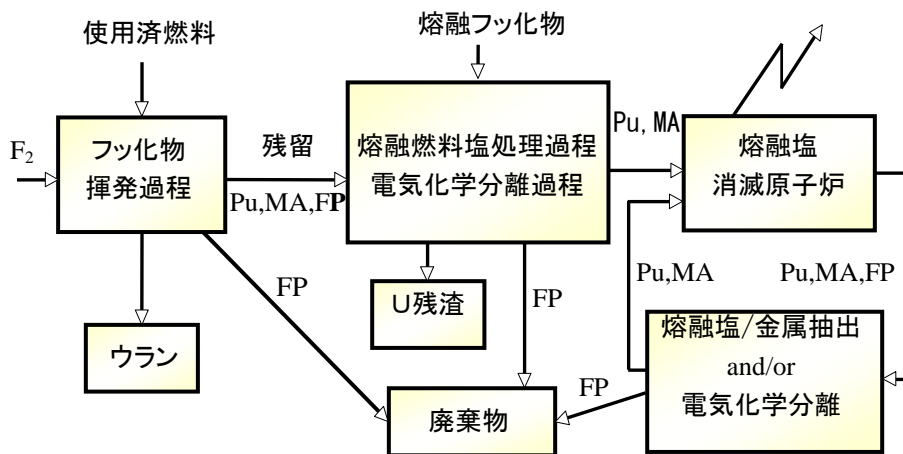 使用済燃料
熔融フッ化物
F2
フッ化物
揮発過程
残留
Pu,MA,FP
熔融燃料塩処理過程
電気化学分離過程
Pu,MA
熔融塩
消滅原子炉
FP
U残渣
FP
Pu,MA
Pu,MA,FP
ウラン
廃棄物
FP
熔融塩/金属抽出
and/or
電気化学分離